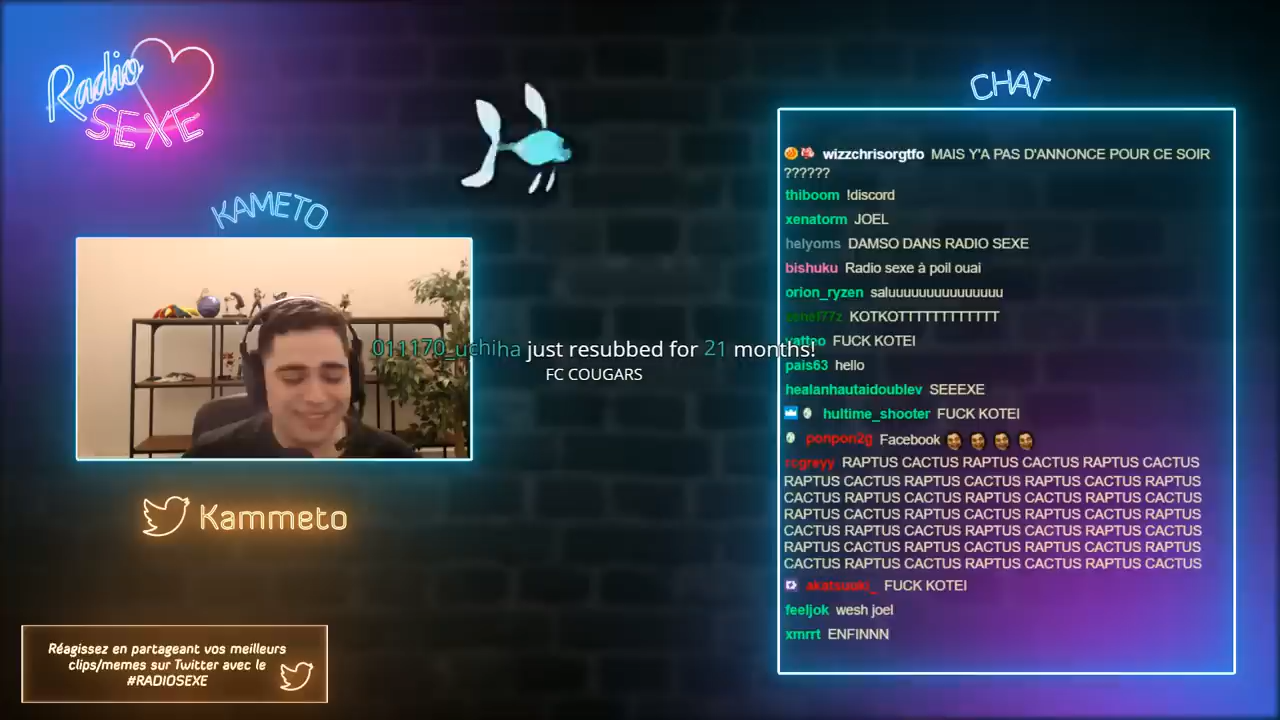 Radio
SEXE
KAMETO
Kammeto
Réagissez en partageant vos meilleurs
clips/memes sur Twitter avec le
#RADIOSEXE
011170_uchiha just resubbed for 21 months!
FC COUGARS
CHAT
wizzchrisorgtfo MAIS Y'A PAS D'ANNONCE POUR CE SOIR
??????
thiboom !discord
xenatorm JOEL
helyoms DAMSO DANS RADIO SEXE
bishuku Radio sexe à poil ouai
orion_ryzen saluuuuuuuuuuuuuuu
KOTKOTTTTTTTTTTTT
FUCK KOTEI
pais63 hello
healanhautaidoublev SEEEXE
hultime_shooter FUCK KOTEI
ponpon2g Facebook
rcgreyy RAPTUS CACTUS RAPTUS CACTUS RAPTUS CACTUS
RAPTUS CACTUS RAPTUS CACTUS RAPTUS CACTUS RAPTUS
CACTUS RAPTUS CACTUS RAPTUS CACTUS RAPTUS CACTUS
RAPTUS CACTUS RAPTUS CACTUS RAPTUS CACTUS RAPTUS
CACTUS RAPTUS CACTUS RAPTUS CACTUS RAPTUS CACTUS
RAPTUS CACTUS RAPTUS CACTUS RAPTUS CACTUS RAPTUS
CACTUS RAPTUS CACTUS RAPTUS CACTUS RAPTUS CACTUS
FUCK KOTEI
feeljok wesh joel
xmrrt ENFINNN